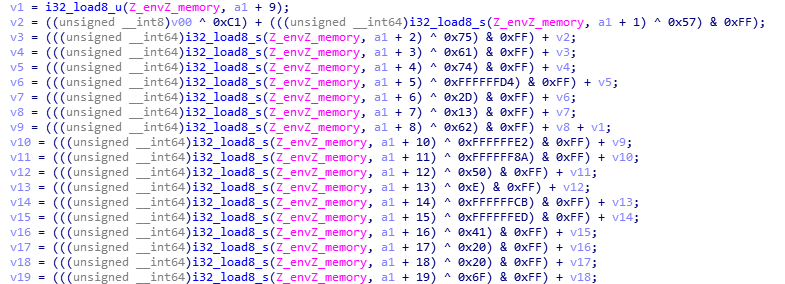 v1 = i32_load8_u(Z_envZ_memory, a1 + 9);
v2 = ((unsigned __int8)v00 ^ 0xC1) + (((unsigned __int64)i32_load8_s(Z_envZ_memory, a1 + 1) ^ 0x57) & 0xFF);
v3 = (((unsigned __int64)i32_load8_s(Z_envZ_memory, a1 + 2) ^ 0x75) & 0xFF) + v2;
v4 = (((unsigned __int64)i32_load8_s(Z_envZ_memory, a1 + 3) ^ 0x61) & 0xFF) + v3;
v5 = (((unsigned __int64)i32_load8_s(Z_envZ_memory, a1 + 4) ^ 0x74) & 0xFF) + v4;
v6 = (((unsigned __int64)i32_load8_s(Z_envZ_memory, a1 + 5) ^ 0xFFFFFFD4) & 0xFF) + v5;
v7 = (((unsigned __int64)i32_load8_s(Z_envZ_memory, a1 + 6) ^ 0x2D) & 0xFF) + v6;
v8 = (((unsigned __int64)i32_load8_s(Z_envZ_memory, a1 + 7) ^ 0x13) & 0xFF) + v7;
v9 = (((unsigned __int64)i32_load8_s(Z_envZ_memory, a1 + 8) ^ 0x62) & 0xFF) + v8 + v1;
v10 = (((unsigned __int64)i32_load8_s(Z_envZ_memory, a1 + 10) ^ 0xFFFFFFE2) & 0xFF) + v9;
v11 = (((unsigned __int64)i32_load8_s(Z_envZ_memory, a1 + 11) ^ 0xFFFFFF8A) & 0xFF) + v10;
v12 = (((unsigned __int64)i32_load8_s(Z_envZ_memory, a1 + 12) ^ 0x50) & 0xFF) + v11;
v13 = (((unsigned __int64)i32_load8_s(Z_envZ_memory, a1 + 13) ^ 0xE) & 0xFF) + v12;
v14 = (((unsigned __int64)i32_load8_s(Z_envZ_memory, a1 + 14) ^ 0xFFFFFFCB) & 0xFF) + v13;
v15 = (((unsigned __int64)i32_load8_s(Z_envZ_memory, a1 + 15) ^ 0xFFFFFFED) & 0xFF) + v14;
v16 = (((unsigned __int64)i32_load8_s(Z_envZ_memory, a1 + 16) ^ 0x41) & 0xFF) + v15;
v17 = (((unsigned __int64)i32_load8_s(Z_envZ_memory, a1 + 17) ^ 0x20) & 0xFF) + v16;
v18 = (((unsigned __int64)i32_load8_s(Z_envZ_memory, a1 + 18) ^ 0x20) & 0xFF) + v17;
v19 = (((unsigned __int64)i32_load8_s(Z_envZ_memory, a1 + 19) ^ 0x6F) & 0xFF) + v18;